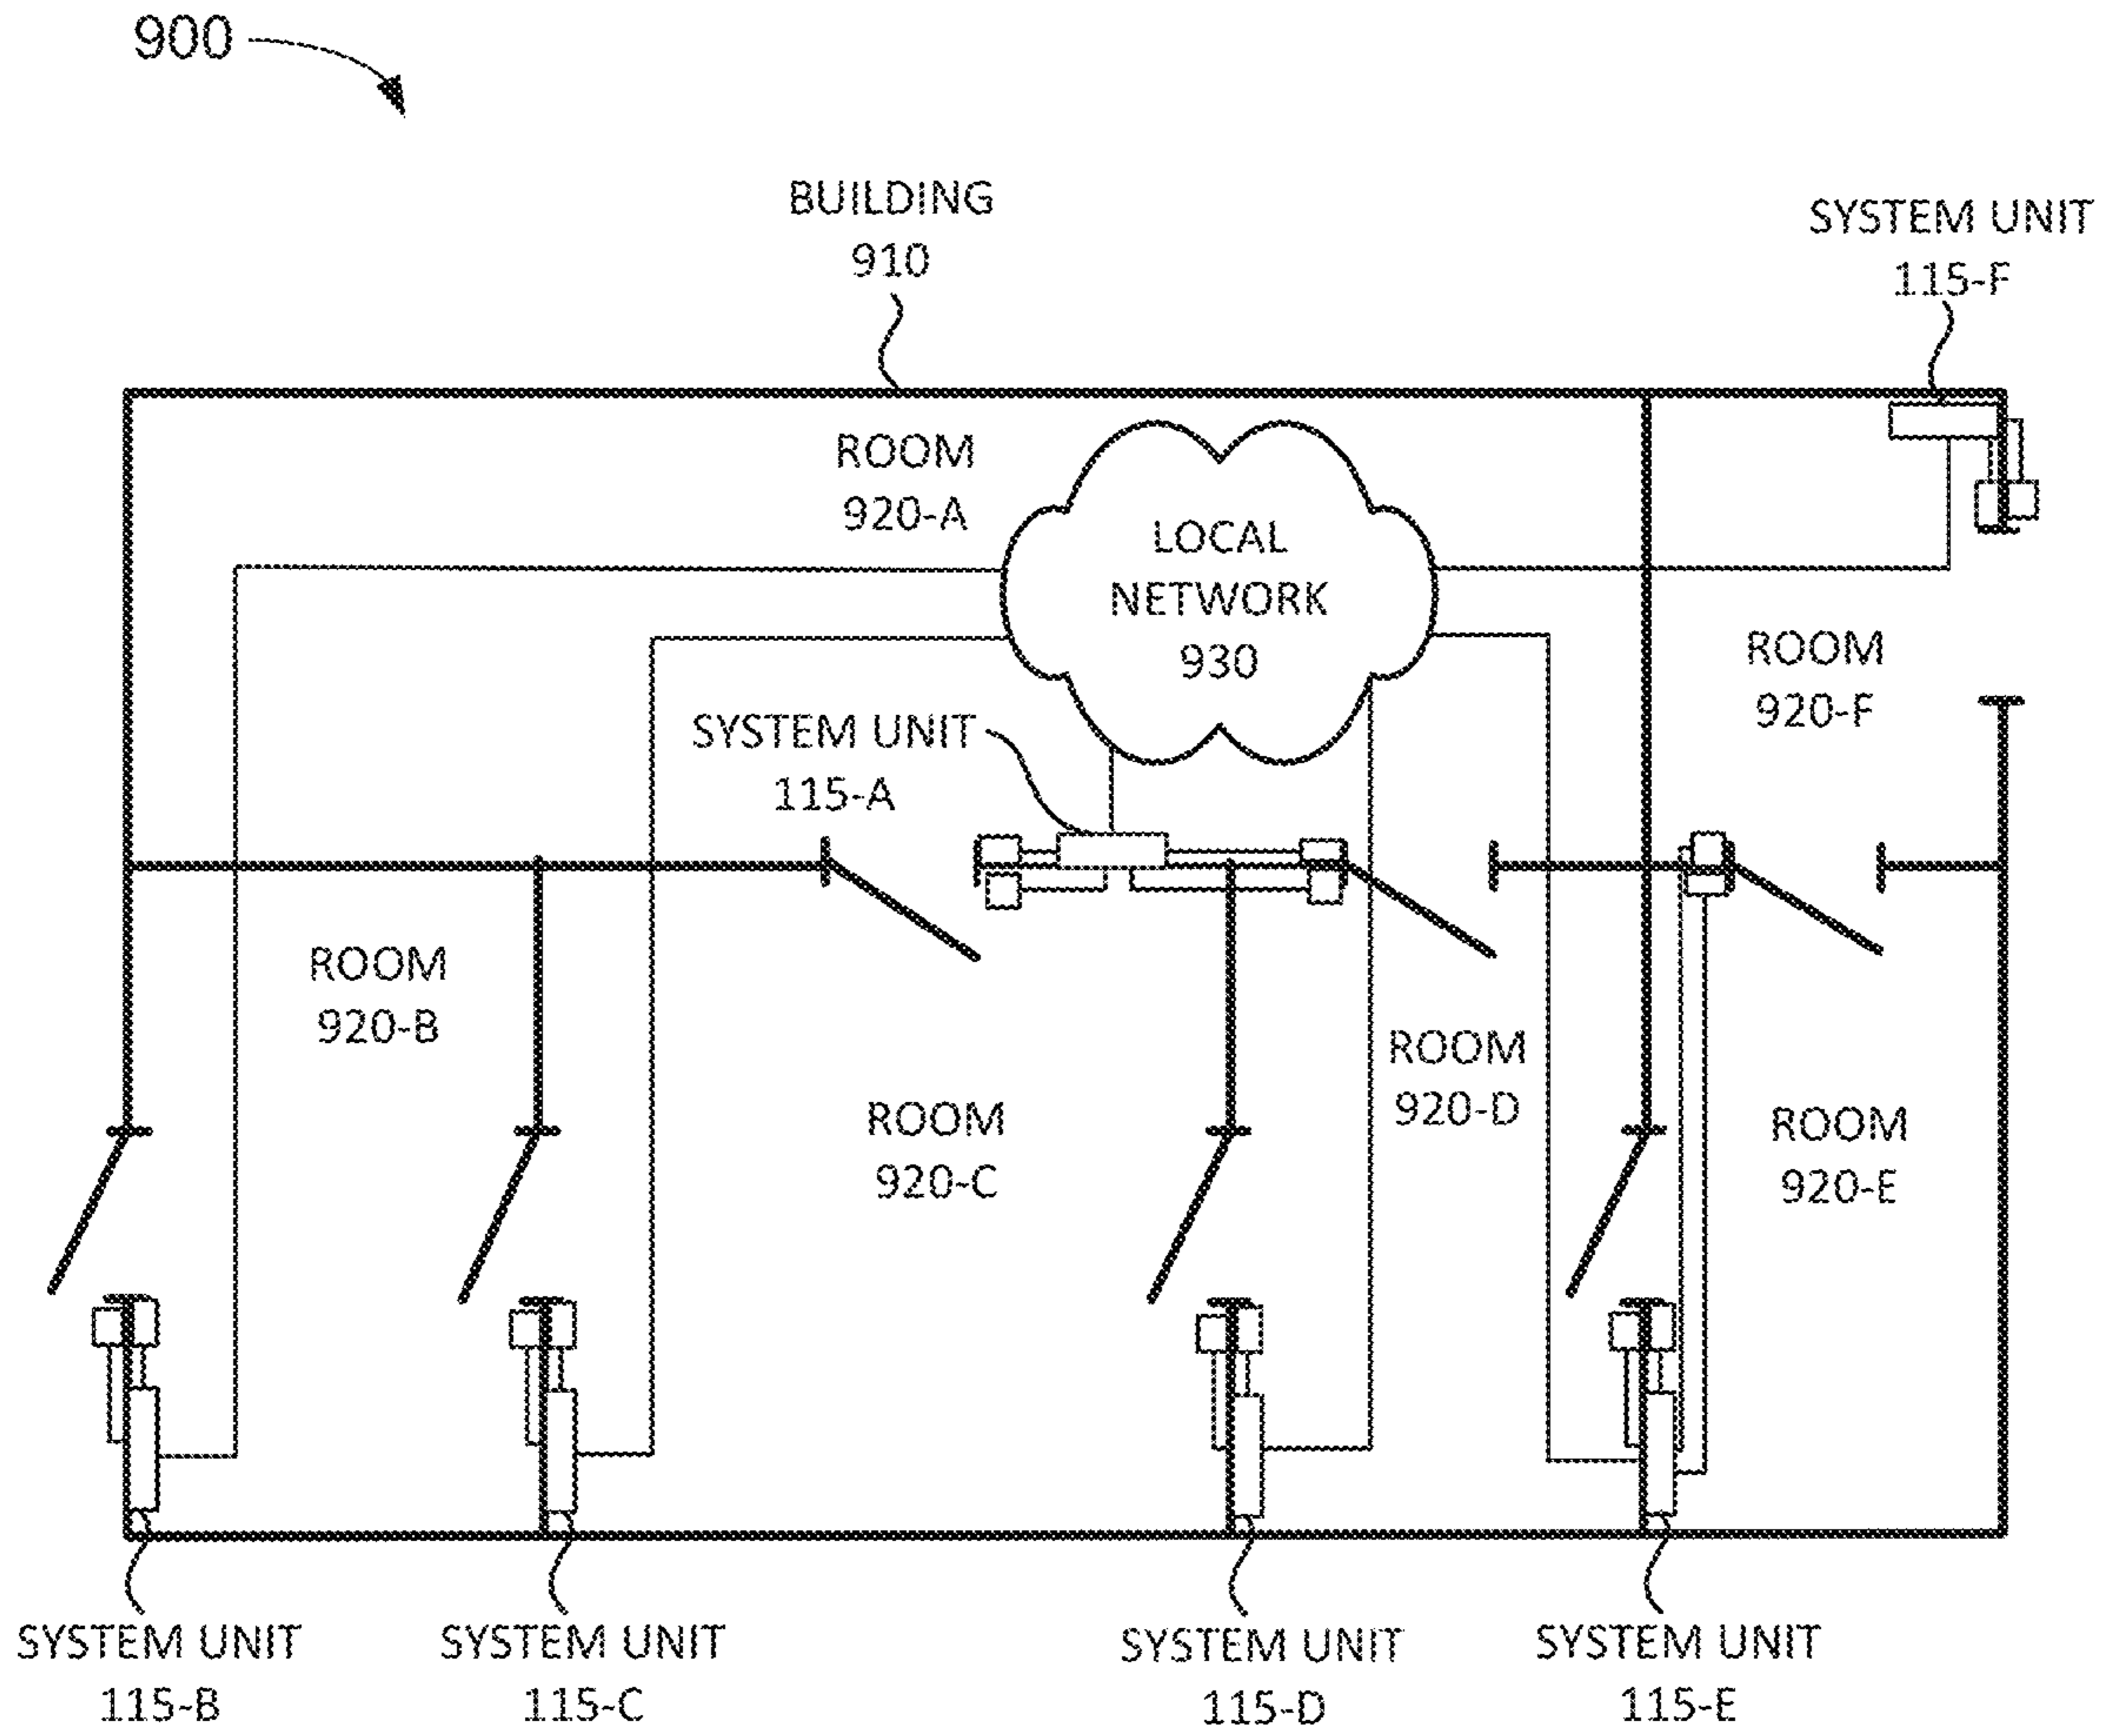 900
BUILDING
910
SYSTEM UNIT
115-F
ROOM
920-A
LOCAL
NETWORK
930
ROOM
920-F
SYSTEM UNIT
115-A
ROOM
920-B
ROOM
920-C
ROOM
920-D
ROOM
920-E
SYSTEM UNIT
115-B
SYSTEM UNIT
115-C
SYSTEM UNIT
115-D
SYSTEM UNIT
115-E